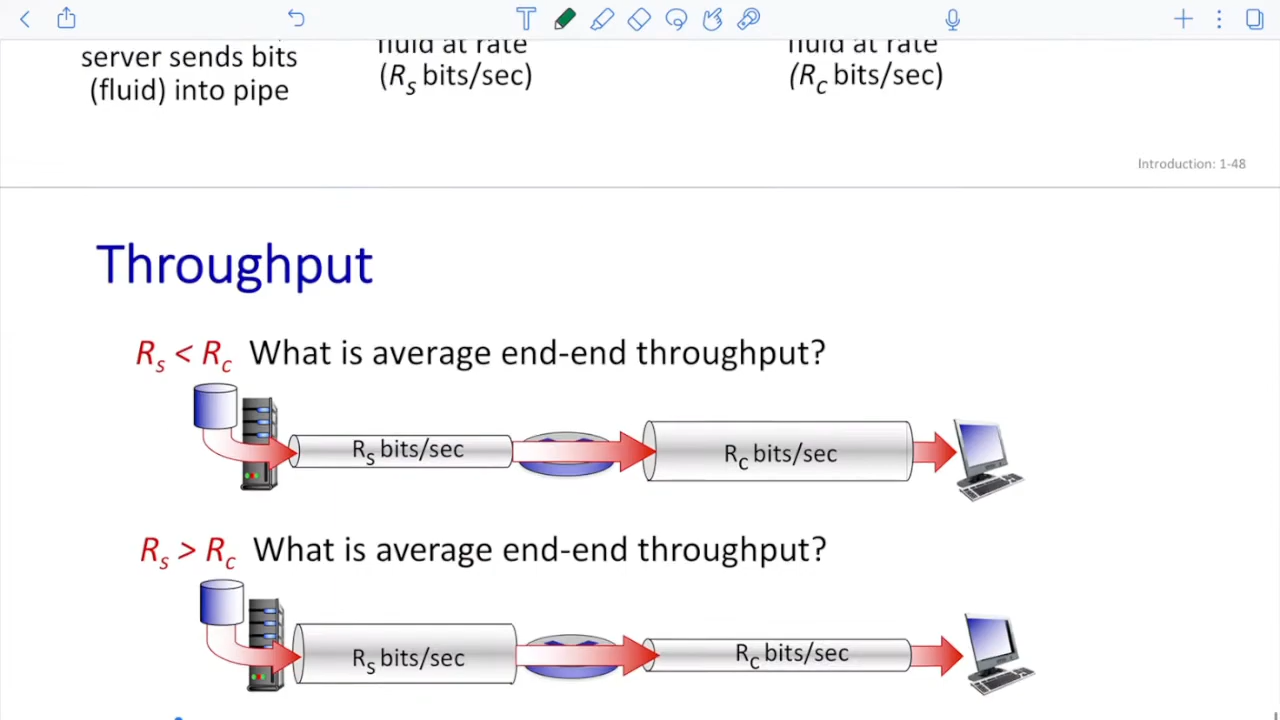 server sends bits
(fluid) into pipe
fluid at rate
(Rs bits/sec)
fluid at rate
(Rc bits/sec)
Introduction: 1-48
Throughput
Rs < Rc What is average end-end throughput?
Rs bits/sec
Rc bits/sec
Rs > Rc What is average end-end throughput?
Rs bits/sec
Rc bits/sec